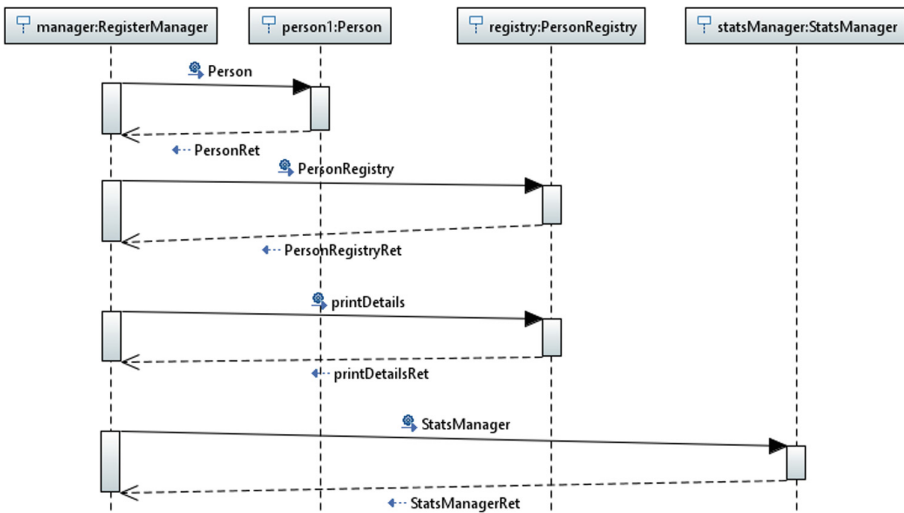 manager:RegisterManager
person1:Person
registry:PersonRegistry
statsManager:StatsManager
Person
PersonRet
PersonRegistry
PersonRegistryRet
printDetails
printDetailsRet
StatsManager
StatsManagerRet